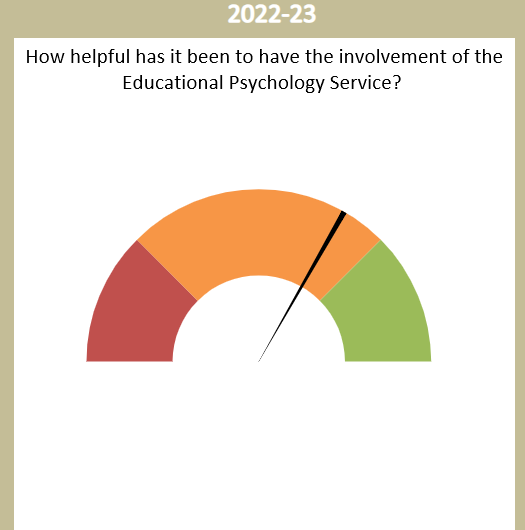 2022-23
How helpful has it been to have the involvement of the
Educational Psychology Service?